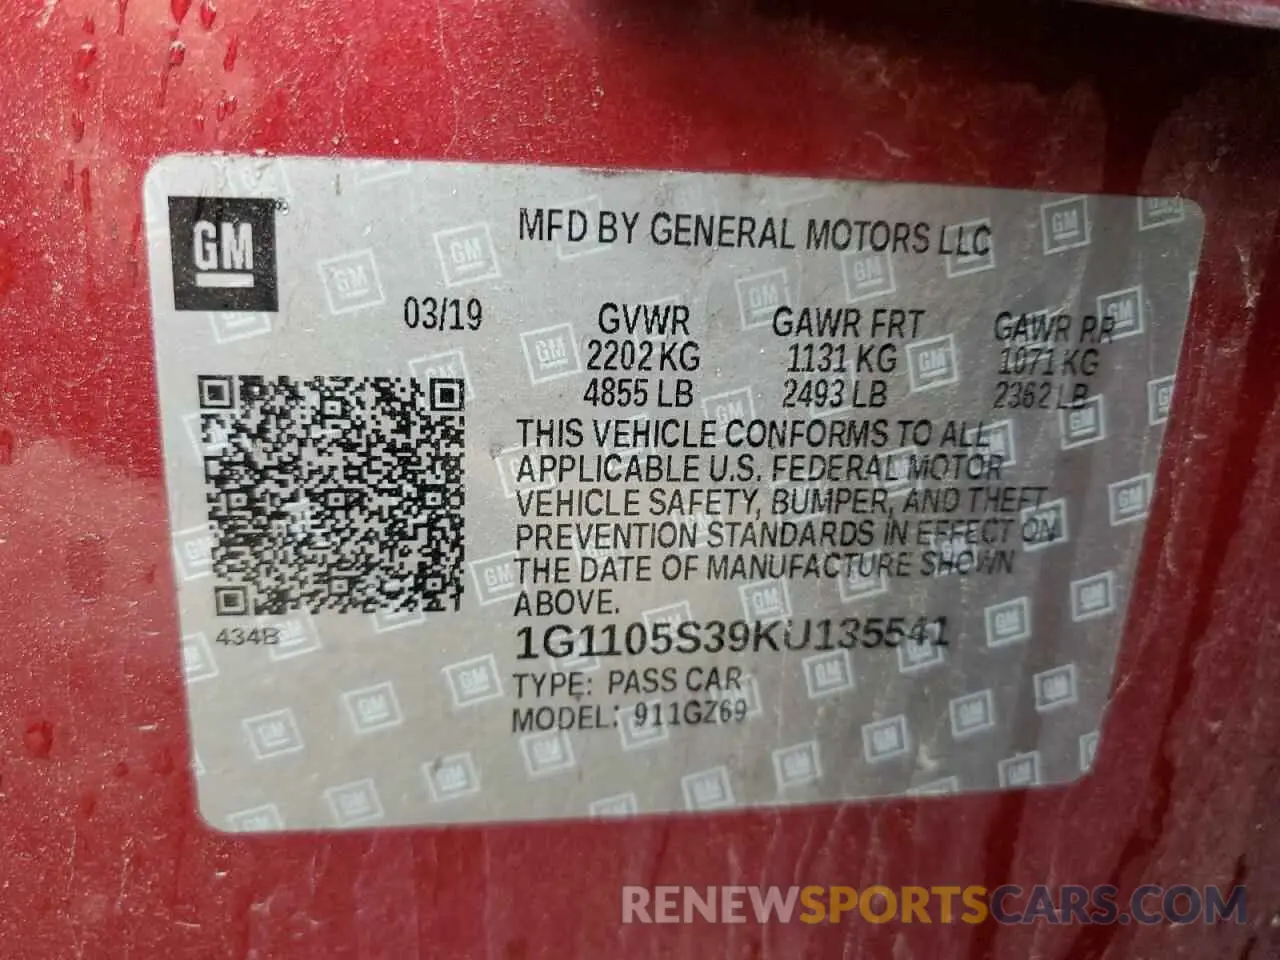 GM
MFD BY GENERAL MOTORS LLC
03/19 GVWR GAWR FRT GAWR RR
2202 KG 1131 KG 1071 KG
4855 LB 2493 LB 2362 LB
THIS VEHICLE CONFORMS TO ALL
APPLICABLE U.S. FEDERAL MOTOR
VEHICLE SAFETY, BUMPER, AND THEFT
PREVENTION STANDARDS IN EFFECT ON
THE DATE OF MANUFACTURE SHOWN
ABOVE.
434B
1G1105S39KU135541
TYPE: PASS CAR
MODEL: 911GZ69
RENEWSPORTSCARS.COM